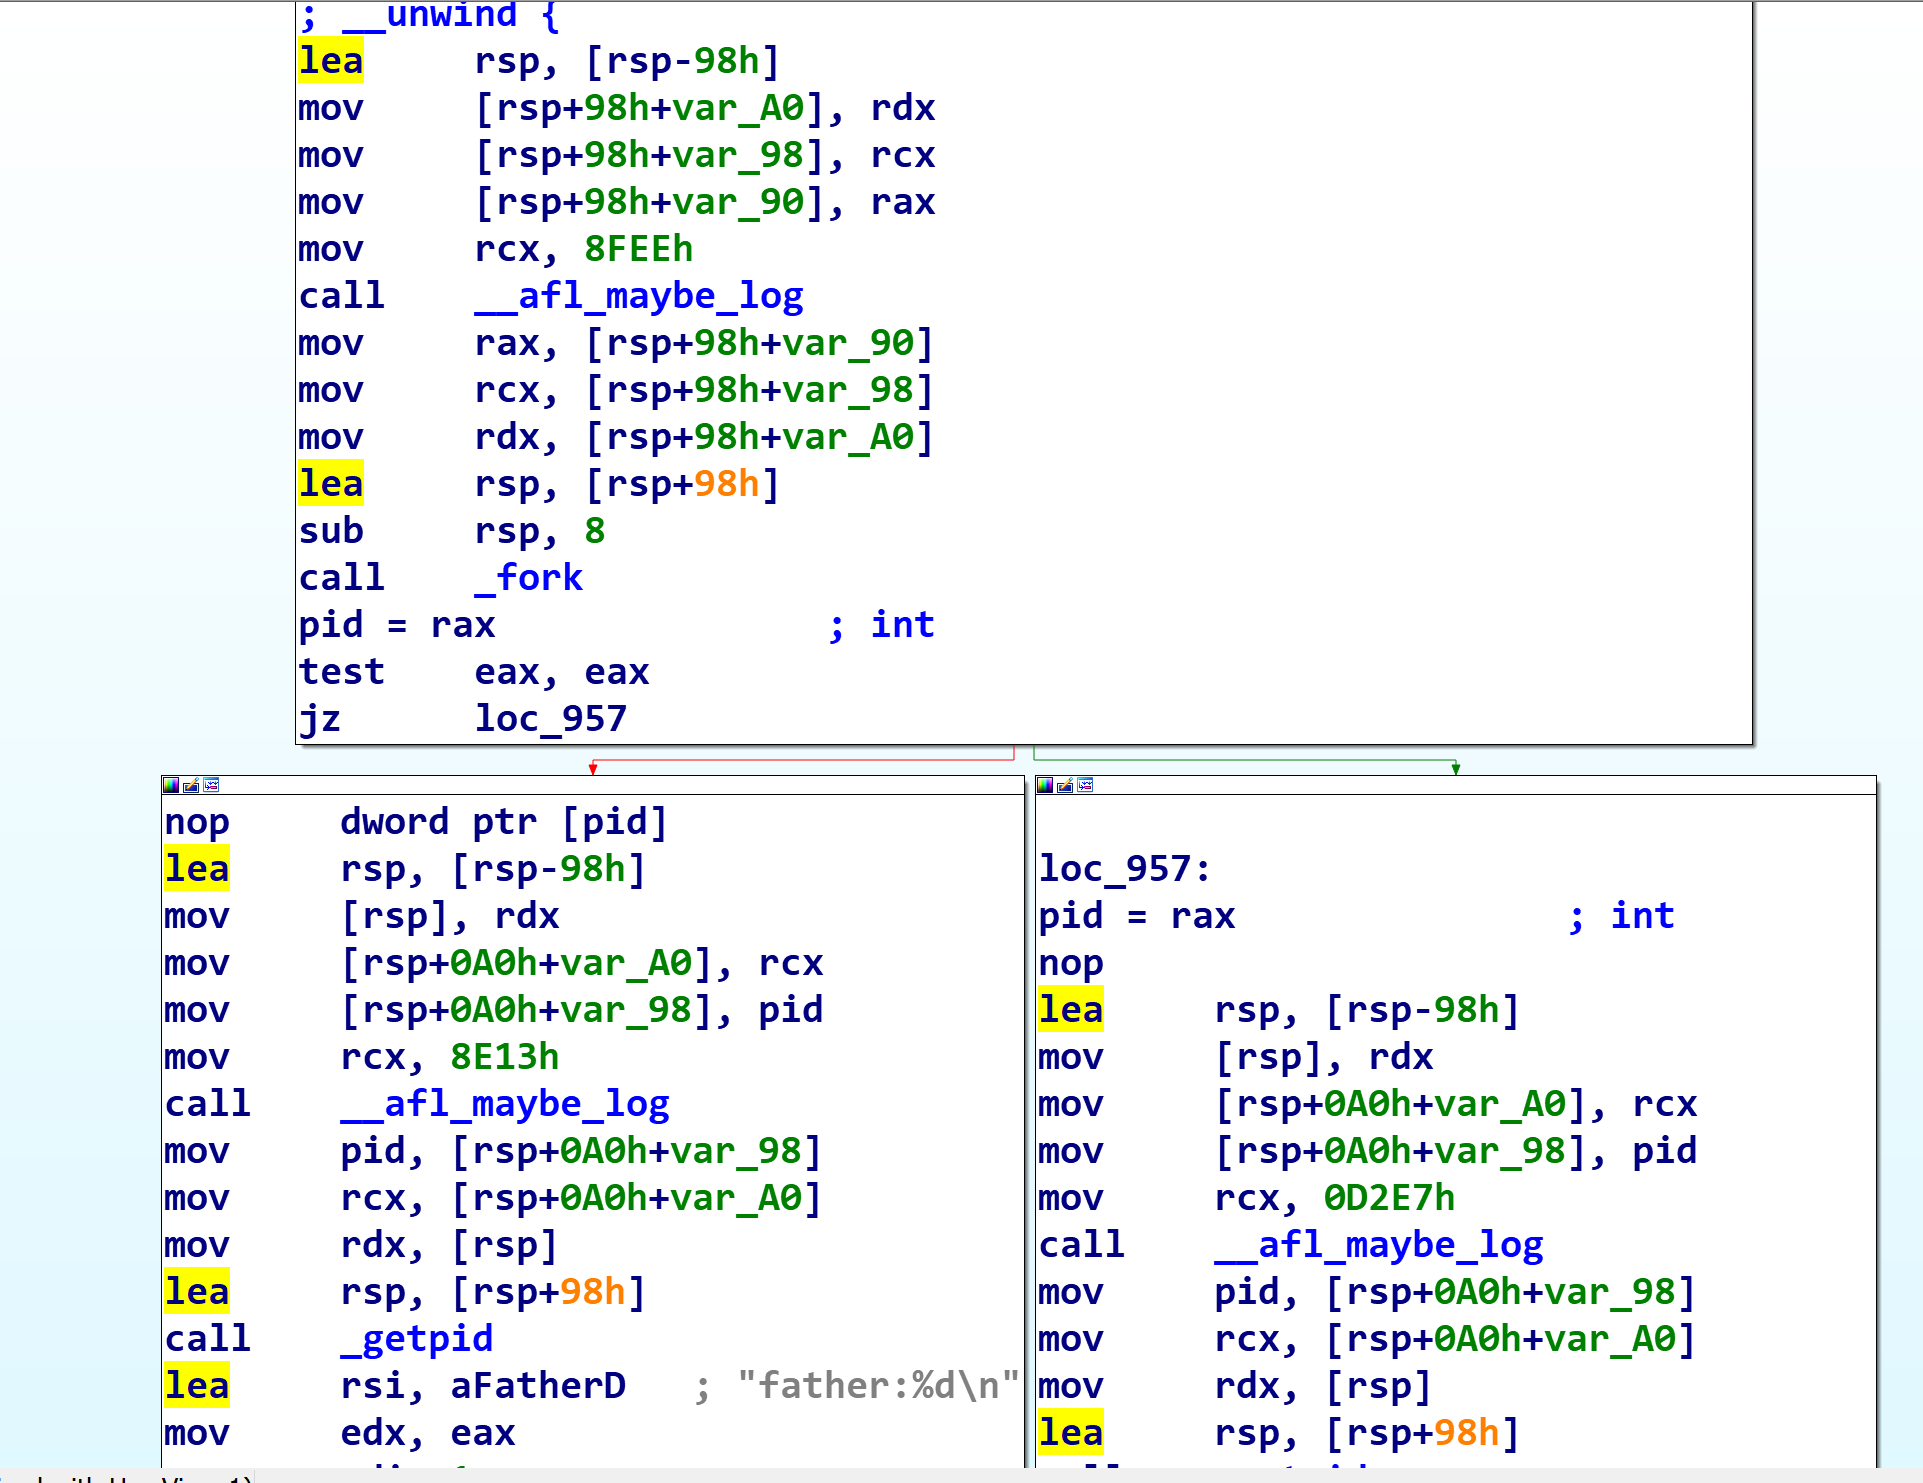 ; __unwind {
lea rsp, [rsp-98h]
mov [rsp+98h+var_A0], rdx
mov [rsp+98h+var_98], rcx
mov [rsp+98h+var_90], rax
mov rcx, 8FEEh
call __afl_maybe_log
mov rax, [rsp+98h+var_90]
mov rcx, [rsp+98h+var_98]
mov rdx, [rsp+98h+var_A0]
lea rsp, [rsp+98h]
sub rsp, 8
call _fork
pid = rax ; int
test eax, eax
jz loc_957
nop dword ptr [pid]
lea rsp, [rsp-98h]
mov [rsp], rdx
mov [rsp+0A0h+var_A0], rcx
mov [rsp+0A0h+var_98], pid
mov rcx, 8E13h
call __afl_maybe_log
mov pid, [rsp+0A0h+var_98]
mov rcx, [rsp+0A0h+var_A0]
mov rdx, [rsp]
lea rsp, [rsp+98h]
call _getpid
lea rsi, aFatherD ; "father:%d\n"
mov edx, eax
loc_957:
pid = rax ; int
nop
lea rsp, [rsp-98h]
mov [rsp], rdx
mov [rsp+0A0h+var_A0], rcx
mov [rsp+0A0h+var_98], pid
mov rcx, 0D2E7h
call __afl_maybe_log
mov pid, [rsp+0A0h+var_98]
mov rcx, [rsp+0A0h+var_A0]
mov rdx, [rsp]
lea rsp, [rsp+98h]